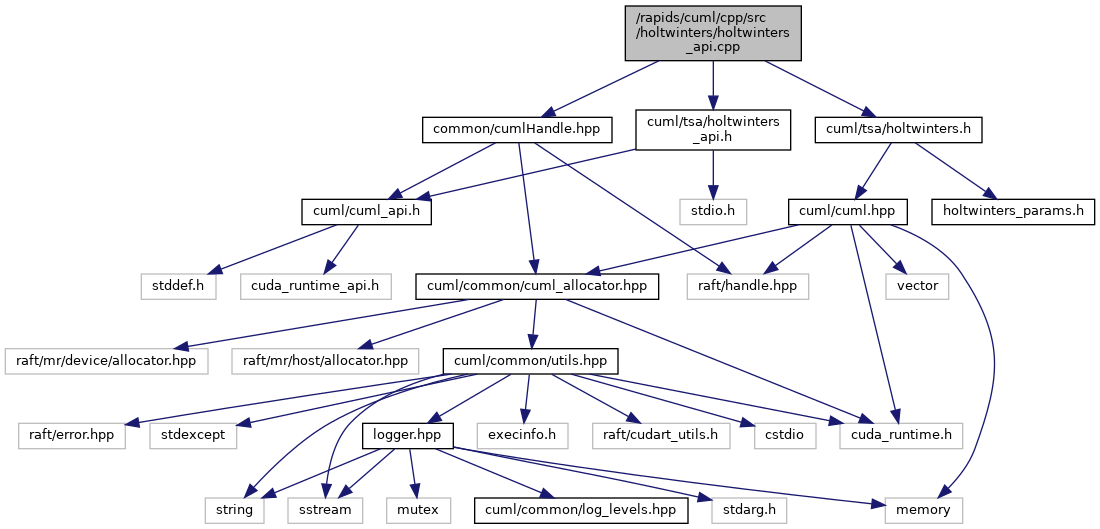 /rapids/cuml/cpp/src
/holtwinters/holtwinters
_api.cpp
common/cumlHandle.hpp
cuml/tsa/holtwinters
_api.h
cuml/tsa/holtwinters.h
cuml/cuml_api.h
stdio.h
cuml/cuml.hpp
holtwinters_params.h
stddef.h
cuda_runtime_api.h
cuml/common/cuml_allocator.hpp
raft/handle.hpp
vector
raft/mr/device/allocator.hpp
raft/mr/host/allocator.hpp
cuml/common/utils.hpp
raft/error.hpp
stdexcept
logger.hpp
execinfo.h
raft/cudart_utils.h
cstdio
cuda_runtime.h
string
sstream
mutex
cuml/common/log_levels.hpp
stdarg.h
memory